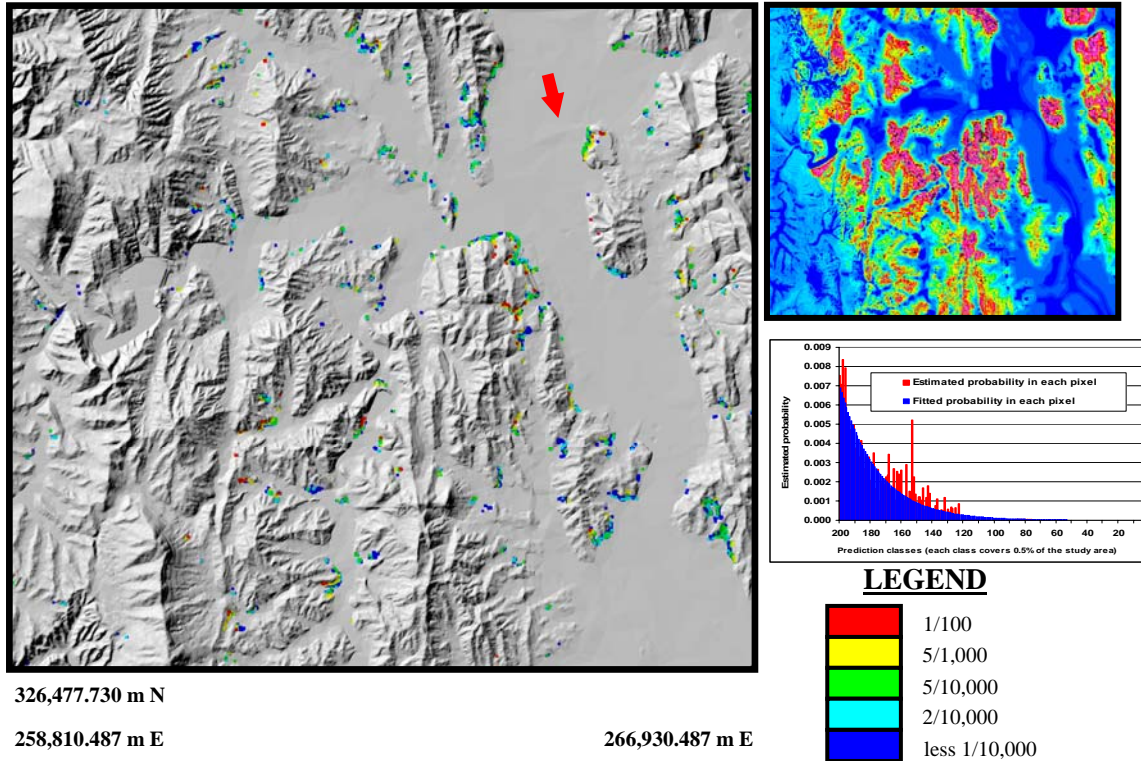 0.009
0.008
0.007
0.006
0.005
0.004
0.003
0.002
0.001
0.000
Estimated probability
Estimated probability in each pixel
Fitted probability in each pixel
200 180 160 140 120 100 80 60 40 20
Prediction classes (each class covers 0.5% of the study area)
LEGEND
1/100
5/1,000
5/10,000
2/10,000
less 1/10,000
326,477.730 m N
258,810.487 m E 266,930.487 m E